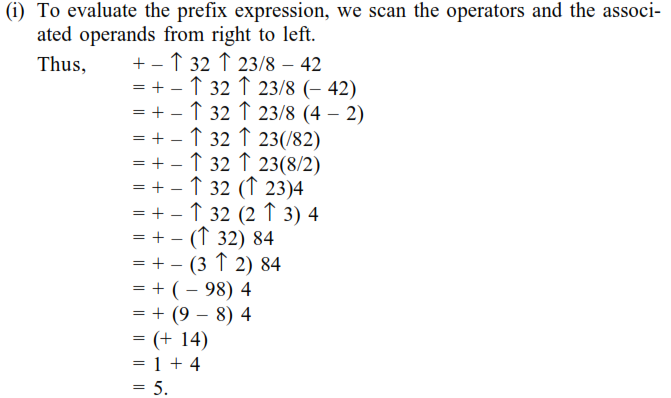 (i) To evaluate the prefix expression, we scan the operators and the associ-
ated operands from right to left.
Thus, + – ↑ 32 ↑ 23/8 – 42
= + – ↑ 32 ↑ 23/8 (– 42)
= + – ↑ 32 ↑ 23/8 (4 – 2)
= + – ↑ 32 ↑ 23(/82)
= + – ↑ 32 ↑ 23(8/2)
= + – ↑ 32 (↑ 23)4
= + – ↑ 32 (2 ↑ 3) 4
= + – (↑ 32) 84
= + – (3 ↑ 2) 84
= + ( – 98) 4
= + (9 – 8) 4
= (+ 14)
= 1 + 4
= 5.